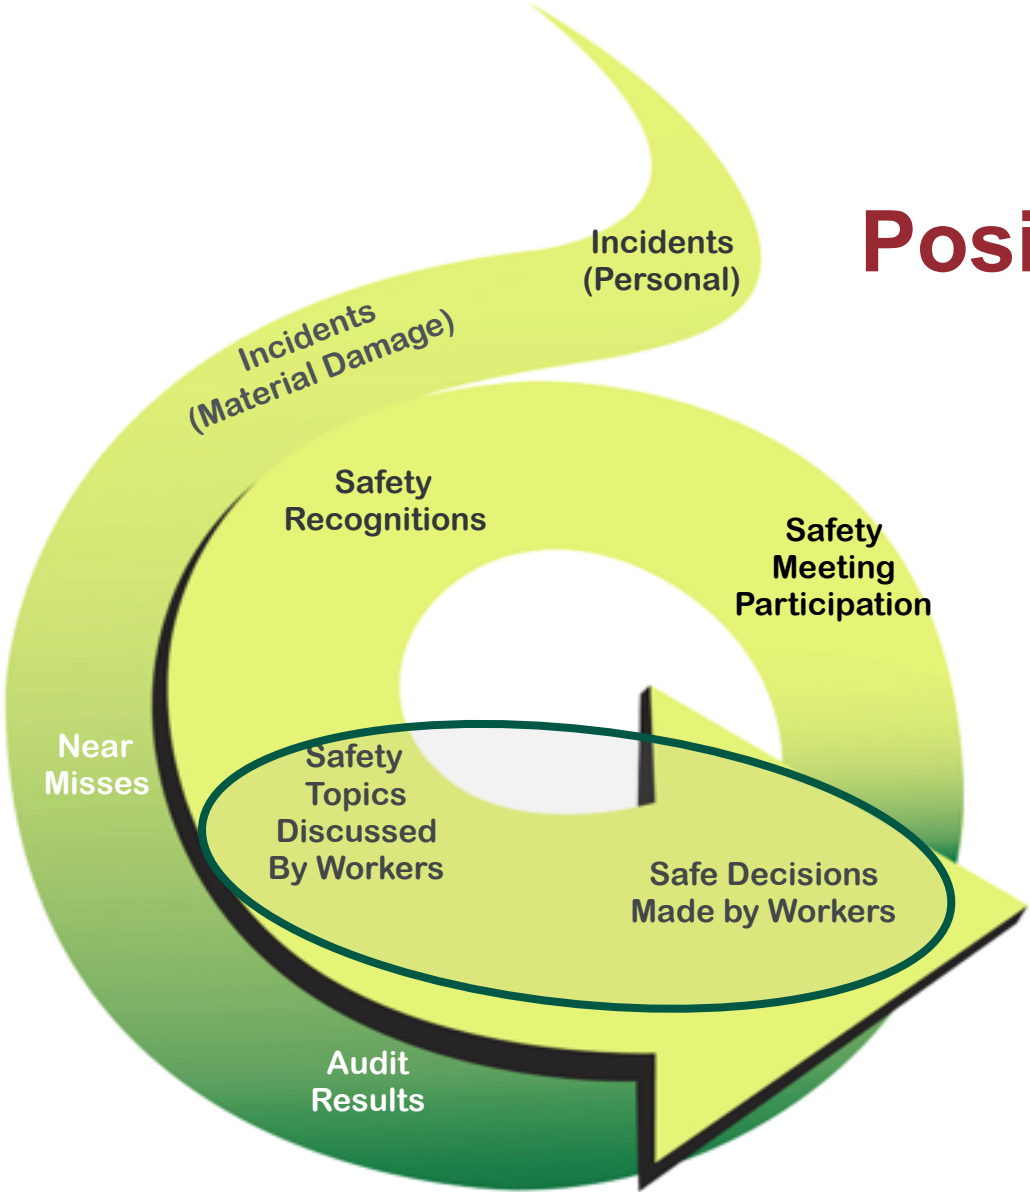 Incidents
(Personal)
Posi
Incidents
(Material Damage)
Safety
Recognitions
Safety
Meeting
Participation
Near
Misses
Safety
Topics
Discussed
By Workers
Safe Decisions
Made by Workers
Audit
Results